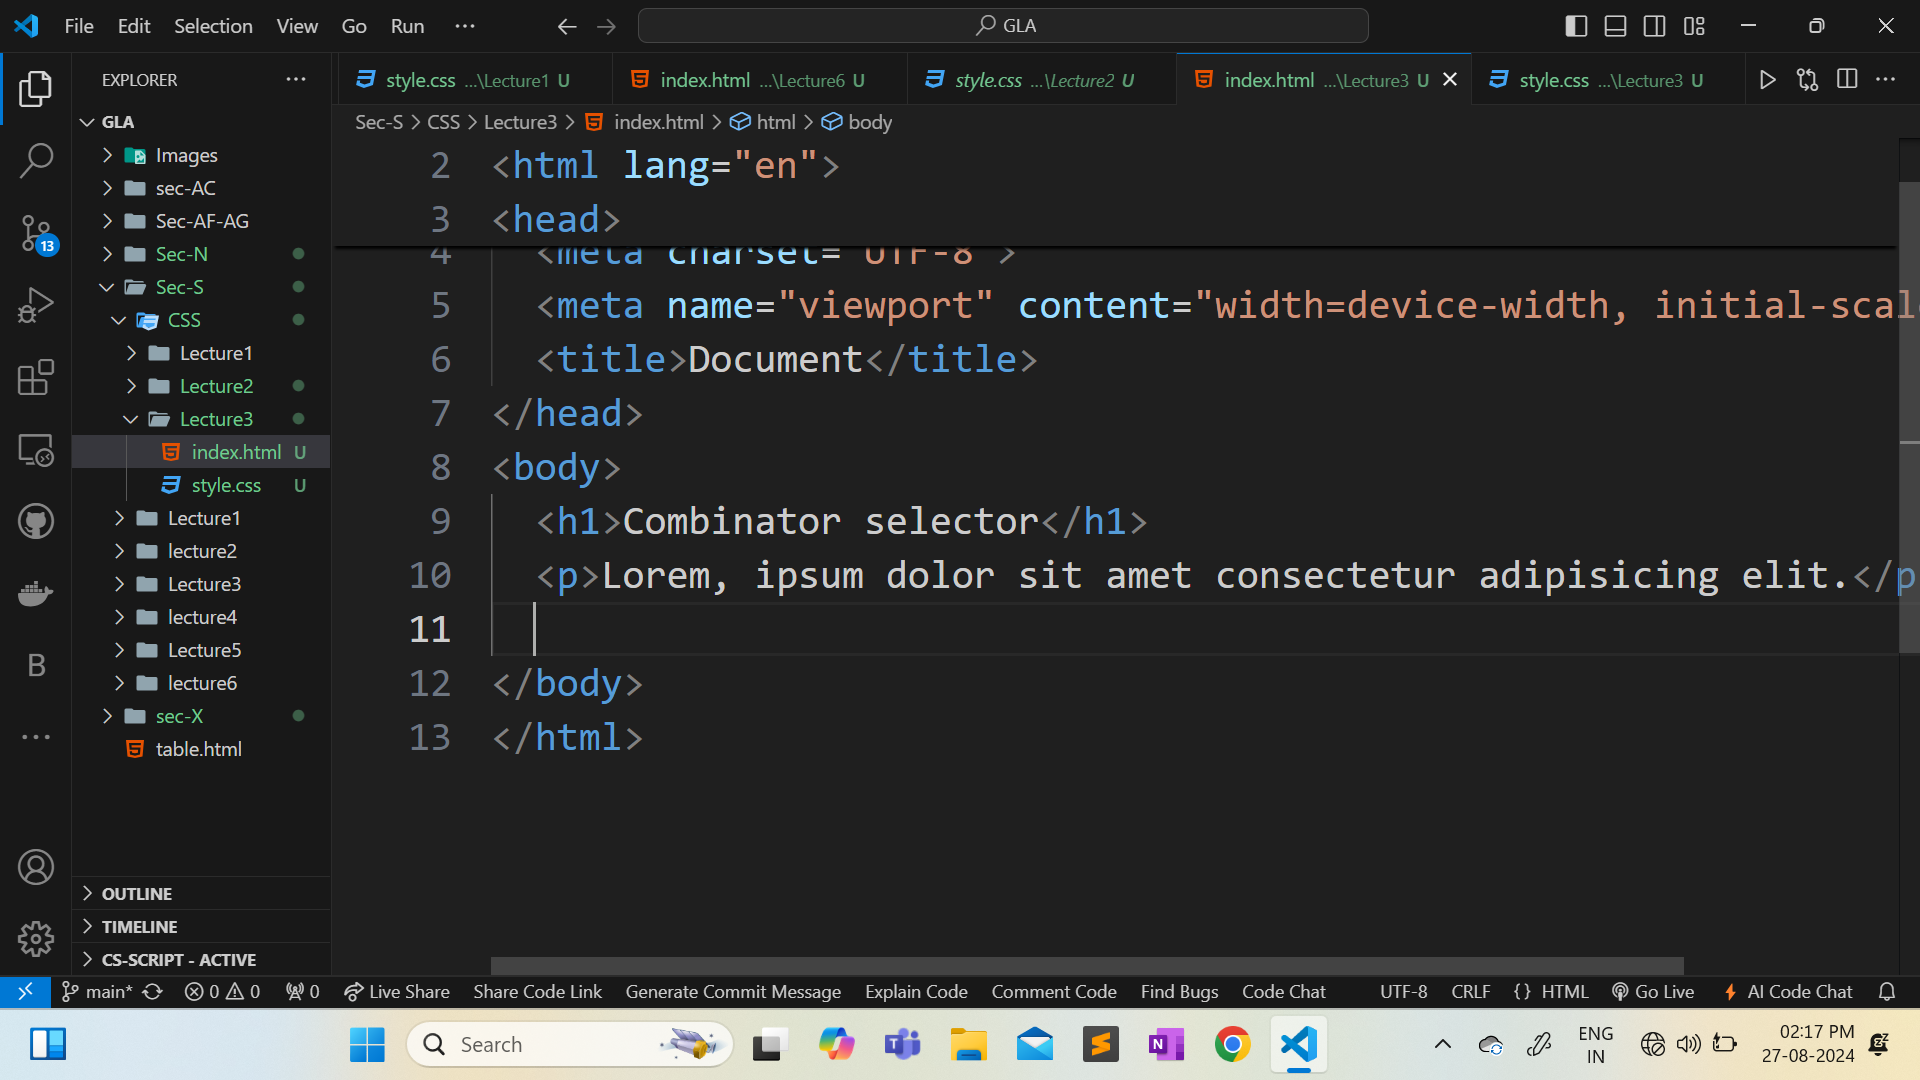 File Edit Selection View Go Run ··· GLA
EXPLORER ···
style.css ...\Lecture1 U index.html ...\Lecture6 U style.css ...\Lecture2 U index.html ...\Lecture3 U style.css ...\Lecture3 U ···
GLA
Images
sec-AC
Sec-AF-AG
Sec-N
Sec-S
CSS
Lecture1
Lecture2
Lecture3
index.html U
style.css U
Lecture1
lecture2
Lecture3
lecture4
Lecture5
lecture6
sec-X
table.html
OUTLINE
TIMELINE
CS-SCRIPT - ACTIVE
13
B
Sec-S > CSS > Lecture3 > index.html > html > body
2 <html lang="en">
3 <head>
4 <meta charset="UTF-8">
5 <meta name="viewport" content="width=device-width, initial-scale
6 <title>Document</title>
7 </head>
8 <body>
9 <h1>Combinator selector</h1>
10 <p>Lorem, ipsum dolor sit amet consectetur adipisicing elit.</p
11
12 </body>
13 </html>
main* 0 0 0 Live Share Share Code Link Generate Commit Message Explain Code Comment Code Find Bugs Code Chat UTF-8 CRLF {} HTML Go Live AI Code Chat
Search
ENG
IN
02:17 PM
27-08-2024